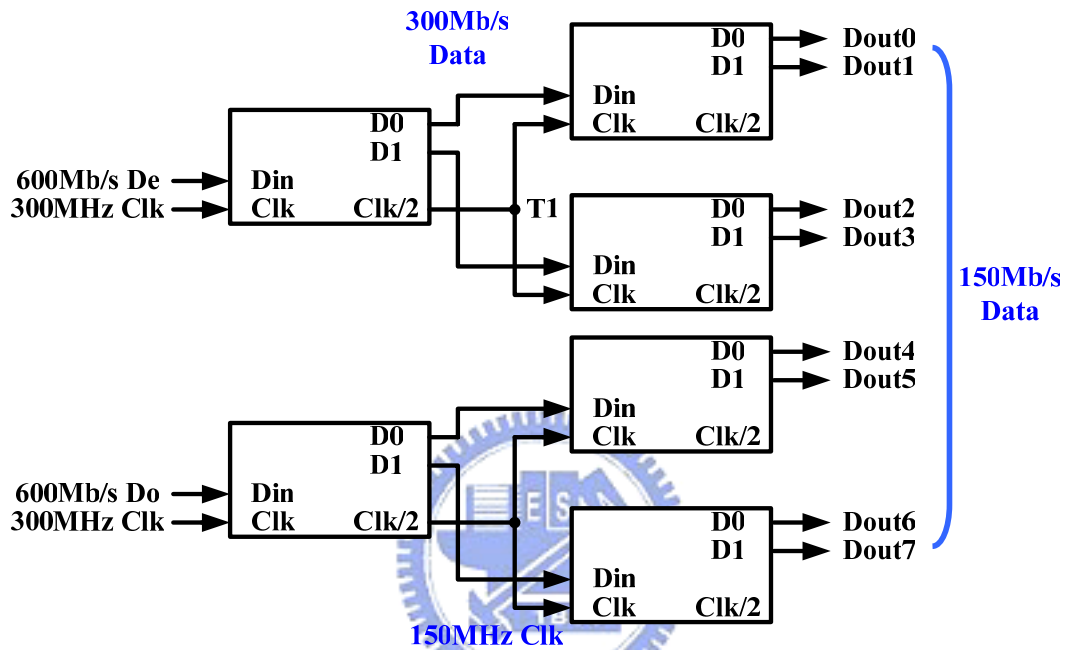 300Mb/s
Data
D0
D1
Din
Clk
Clk/2
Dout0
Dout1
600Mb/s De
300MHz Clk
D0
D1
Din
Clk
Clk/2
T1
D0
D1
Din
Clk
Clk/2
Dout2
Dout3
150Mb/s
Data
D0
D1
Din
Clk
Clk/2
Dout4
Dout5
600Mb/s Do
300MHz Clk
D0
D1
Din
Clk
Clk/2
D0
D1
Din
Clk
Clk/2
Dout6
Dout7
150MHz Clk